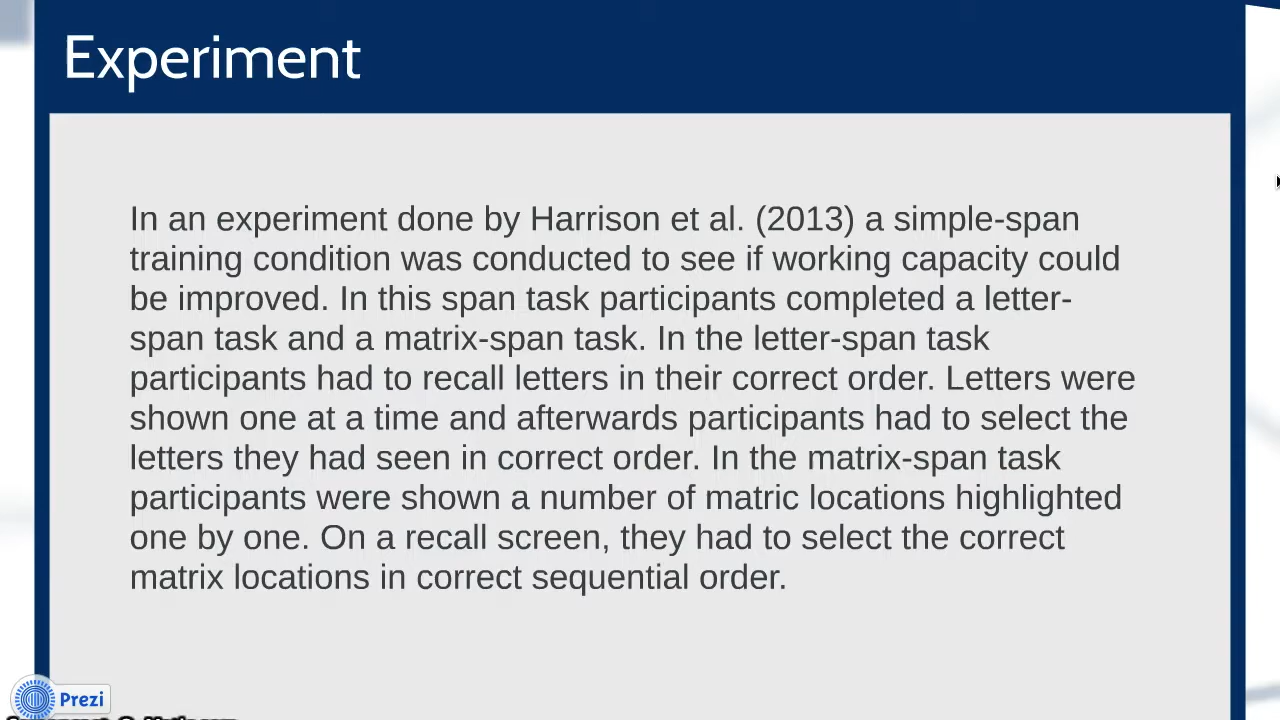 Experiment
In an experiment done by Harrison et al. (2013) a simple-span
training condition was conducted to see if working capacity could
be improved. In this span task participants completed a letter-
span task and a matrix-span task. In the letter-span task
participants had to recall letters in their correct order. Letters were
shown one at a time and afterwards participants had to select the
letters they had seen in correct order. In the matrix-span task
participants were shown a number of matric locations highlighted
one by one. On a recall screen, they had to select the correct
matrix locations in correct sequential order.
Prezi